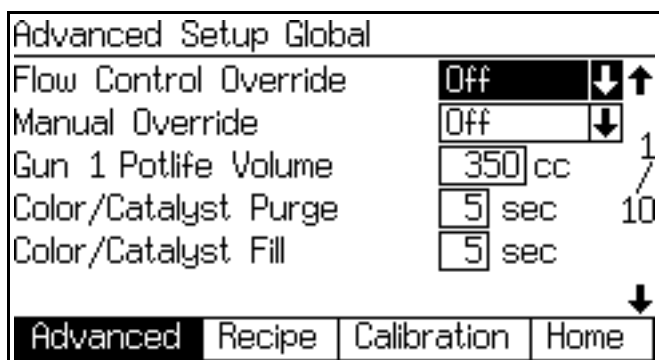 Advanced Setup Global
Flow Control Override Off
Manual Override Off
Gun 1 Potlife Volume 350 cc
Color/Catalyst Purge 5 sec
Color/Catalyst Fill 5 sec
1/10
Advanced Recipe Calibration Home